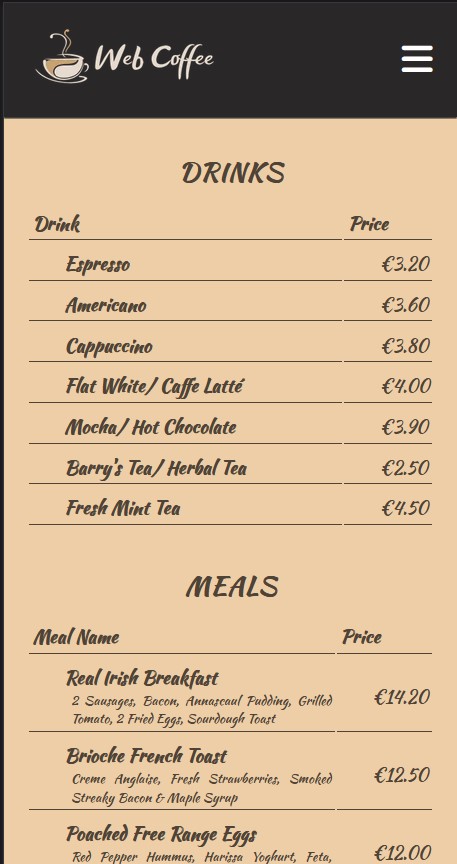 Web Coffee
DRINKS
Drink Price
Espresso €3.20
Americano €3.60
Cappuccino €3.80
Flat White/ Caffe Latté €4.00
Mocha/ Hot Chocolate €3.90
Barry's Tea/ Herbal Tea €2.50
Fresh Mint Tea €4.50
MEALS
Meal Name Price
Real Irish Breakfast
2 Sausages, Bacon, Annascaul Pudding, Grilled
Tomato, 2 Fried Eggs, Sourdough Toast
€14.20
Brioche French Toast
Creme Anglaise, Fresh Strawberries, Smoked
Streaky Bacon & Maple Syrup
€12.50
Poached Free Range Eggs
Red Pepper Hummus, Harissa Yoghurt, Feta,
€12.00